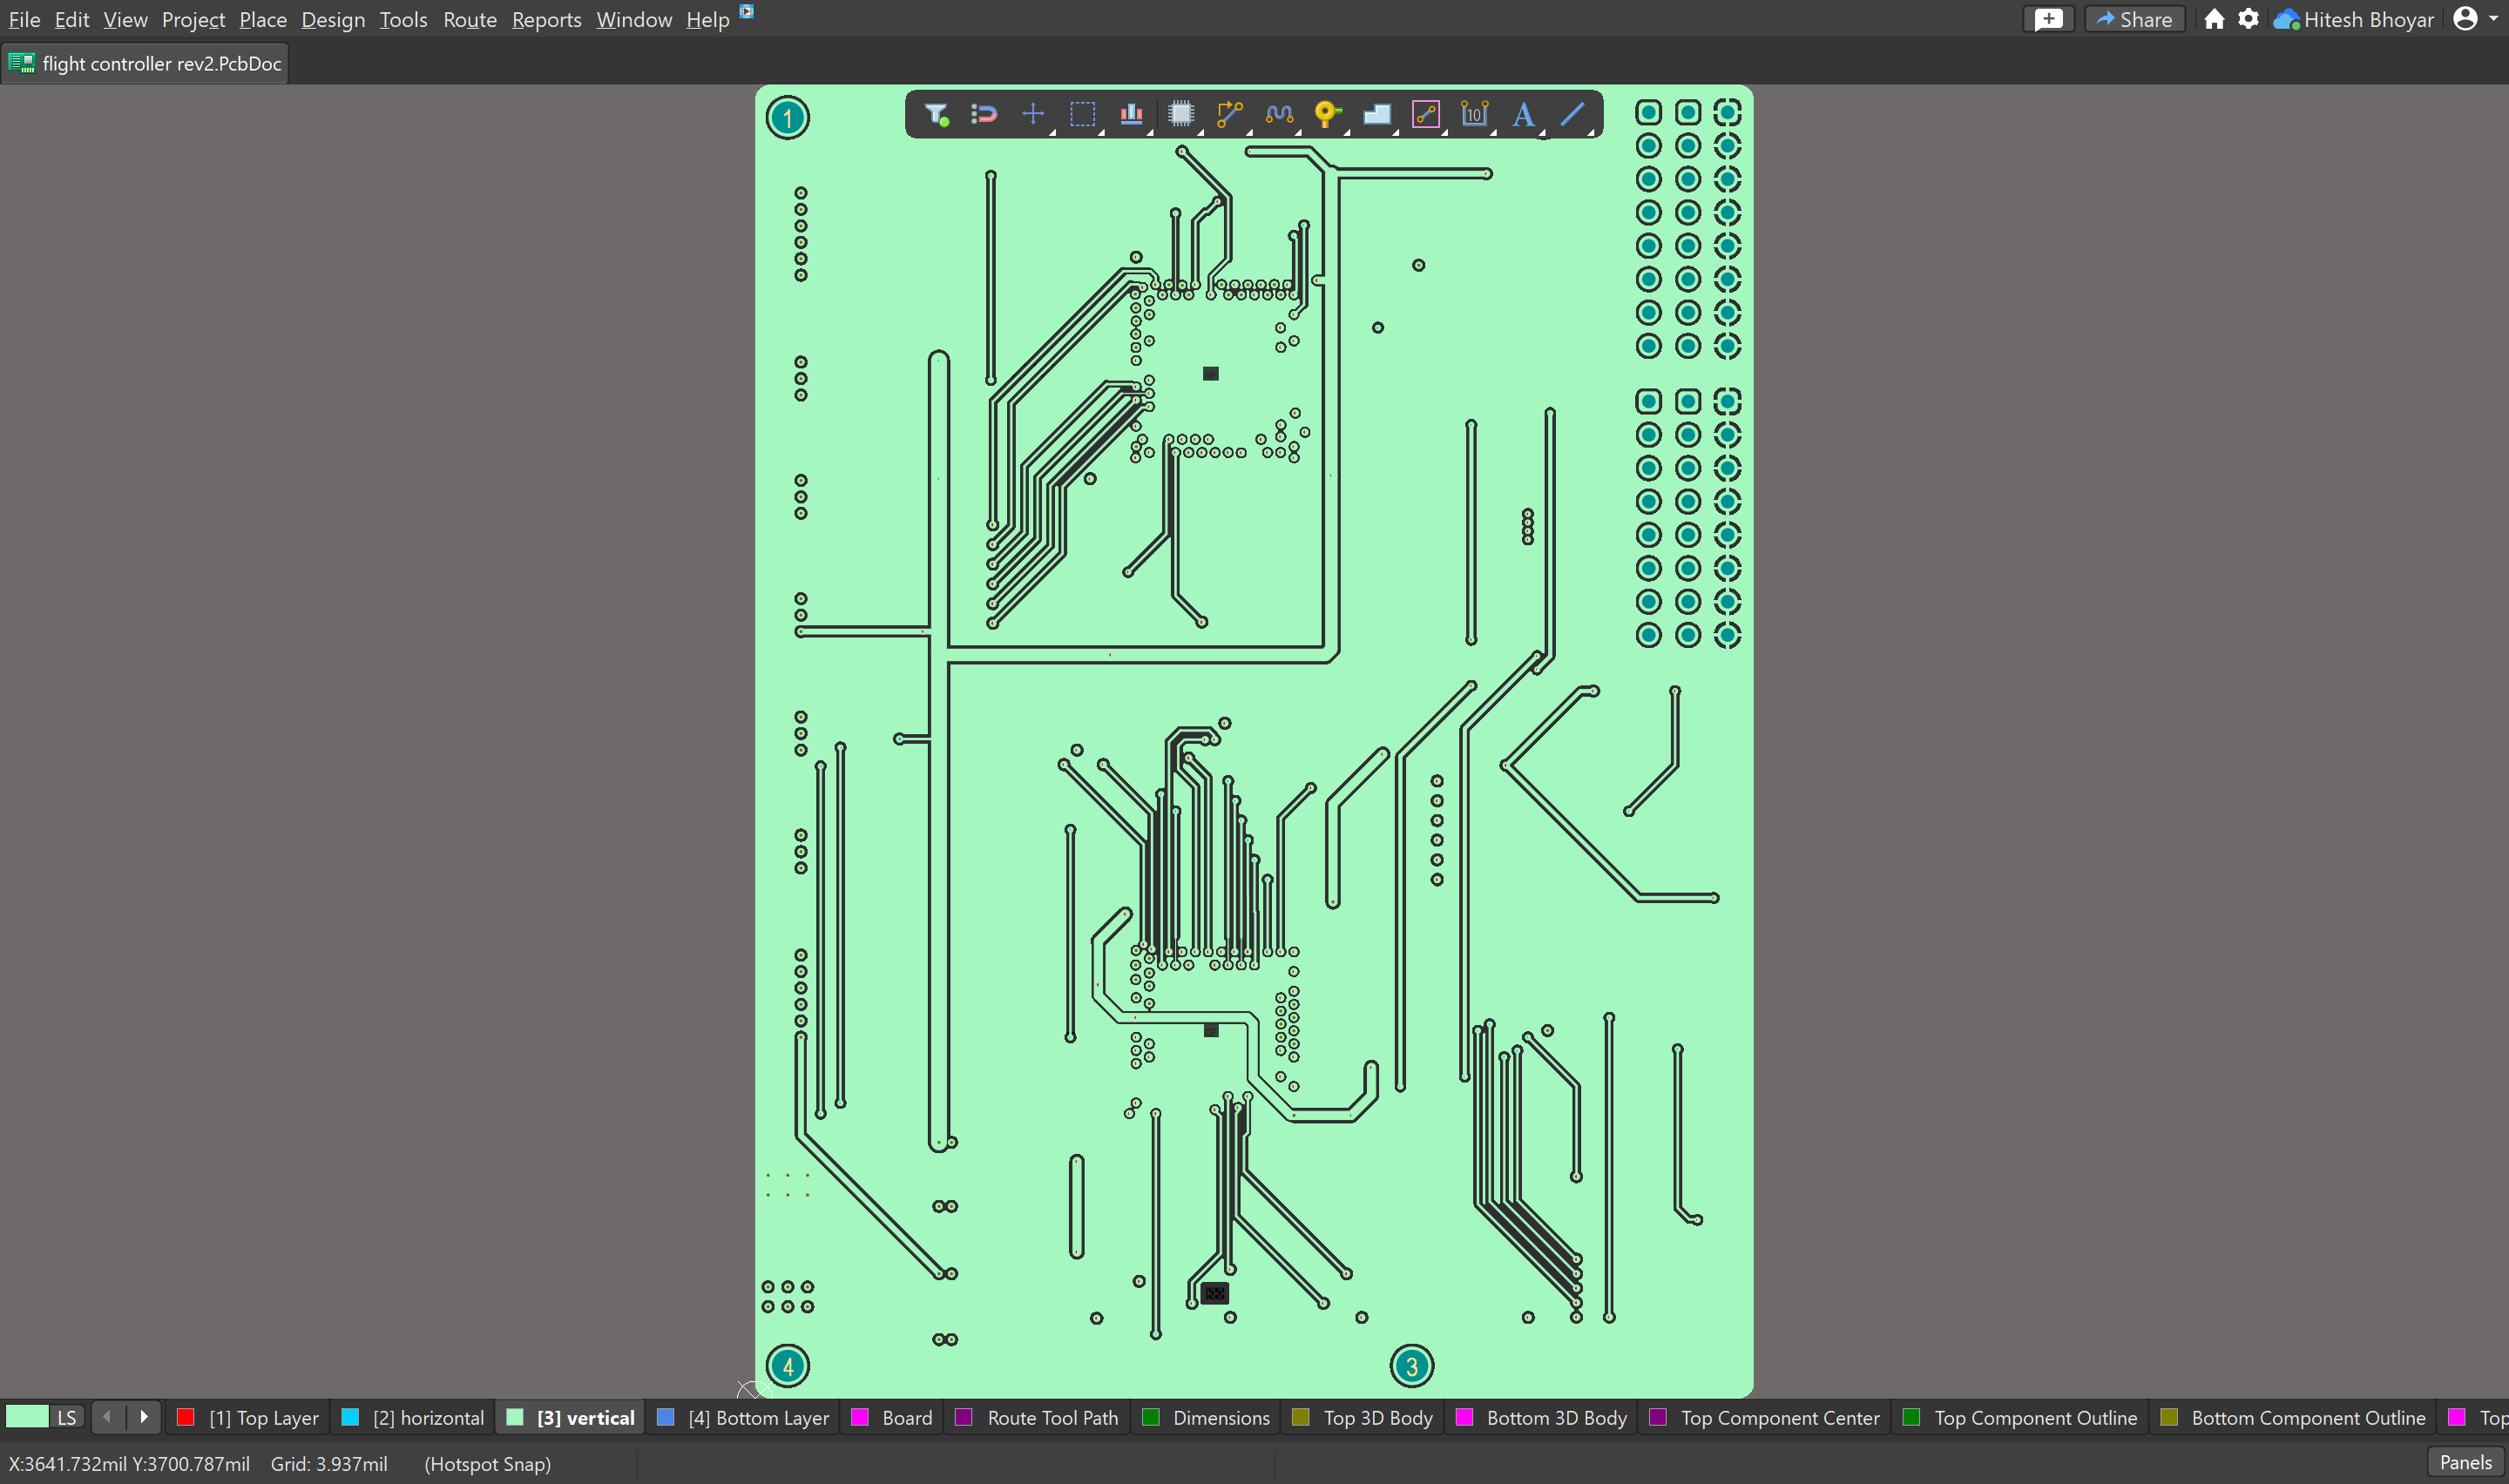 File Edit View Project Place Design Tools Route Reports Window Help
Share Hitesh Bhoyar
flight controller rev2.PcbDoc
1
10 A
4 3
LS [1] Top Layer [2] horizontal [3] vertical [4] Bottom Layer Board Route Tool Path Dimensions Top 3D Body Bottom 3D Body Top Component Center Top Component Outline Bottom Component Outline Top
X:3641.732mil Y:3700.787mil Grid: 3.937mil (Hotspot Snap)
Panels